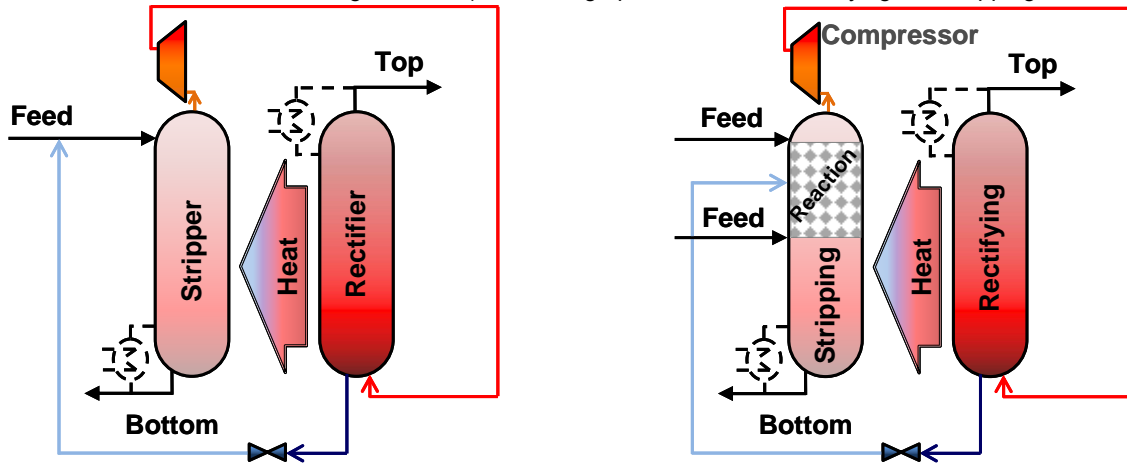 Compressor
Top
Top
Feed
Feed
Reaction
Feed
Stripper
Heat
Rectifier
Stripping
Heat
Rectifying
Bottom
Bottom